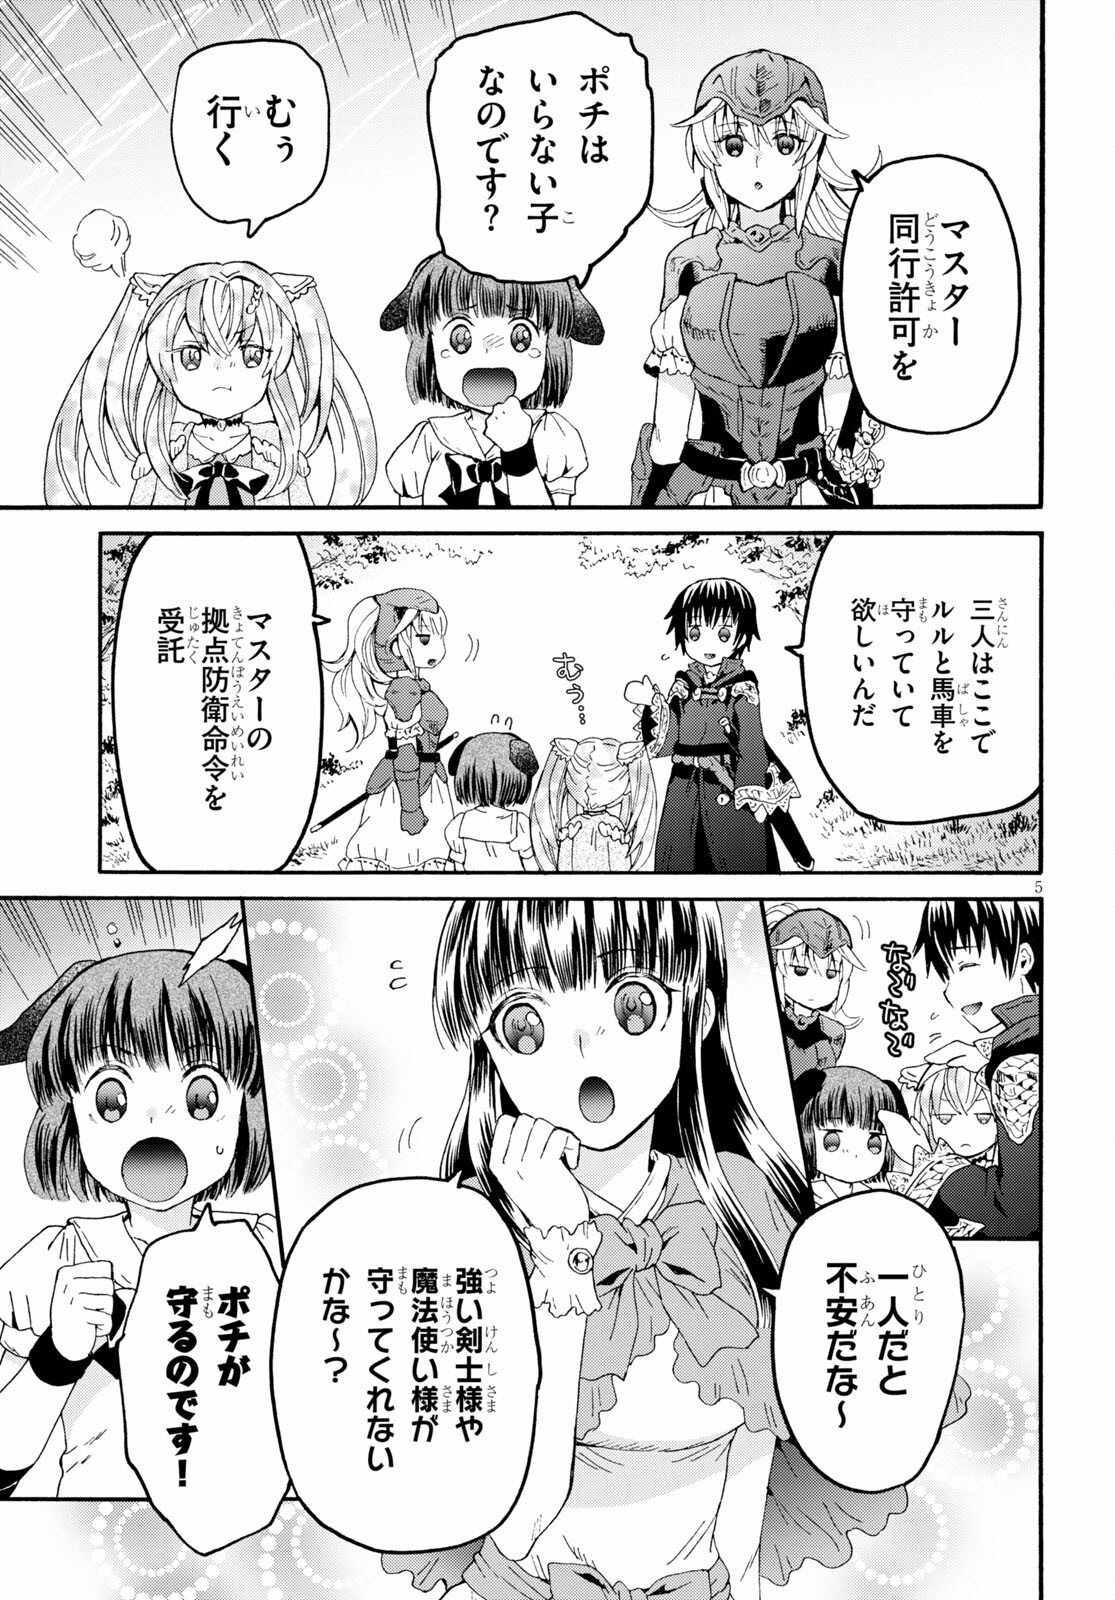 マスター
同行許可を
ポチは
いらない子
なのです?
むぅ
行く
三人はここで
ルルと馬車を
守っていて
欲しいんだ
むぅ…
マスターの
拠点防衛命令を
受託
5
なでなで
一人だと
不安だな〜
強い剣士様や
魔法使い様が
守ってくれない
かな〜?
ポチが
守るのです!